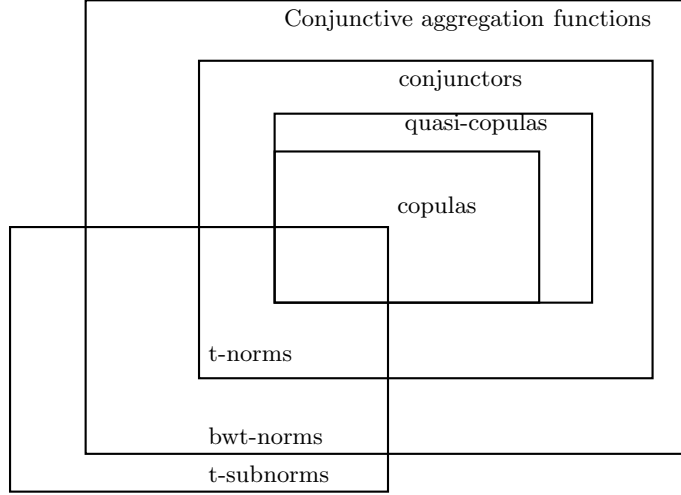 Conjunctive aggregation functions
conjunctors
quasi-copulas
copulas
t-norms
bwt-norms
t-subnorms